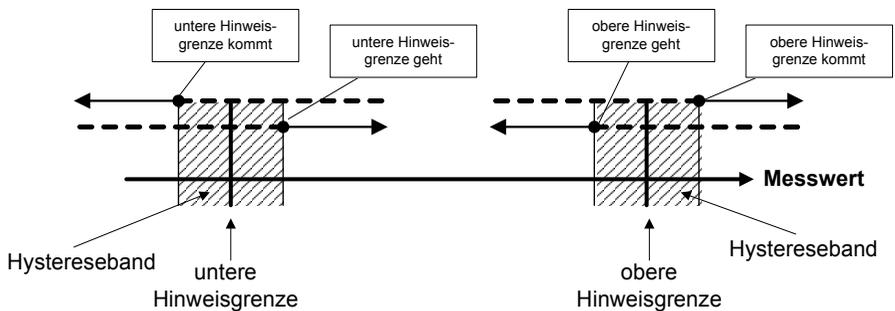 untere Hinweis-
grenze kommt
untere Hinweis-
grenze geht
obere Hinweis-
grenze geht
obere Hinweis-
grenze kommt
Messwert
Hystereseband
untere
Hinweisgrenze
obere
Hinweisgrenze
Hystereseband